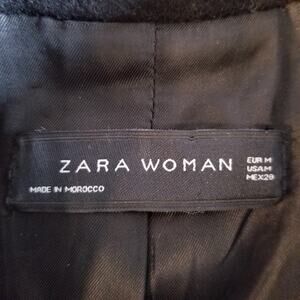 ZARA WOMAN
EUR M
USA M
MEX 28
MADE IN MOROCCO